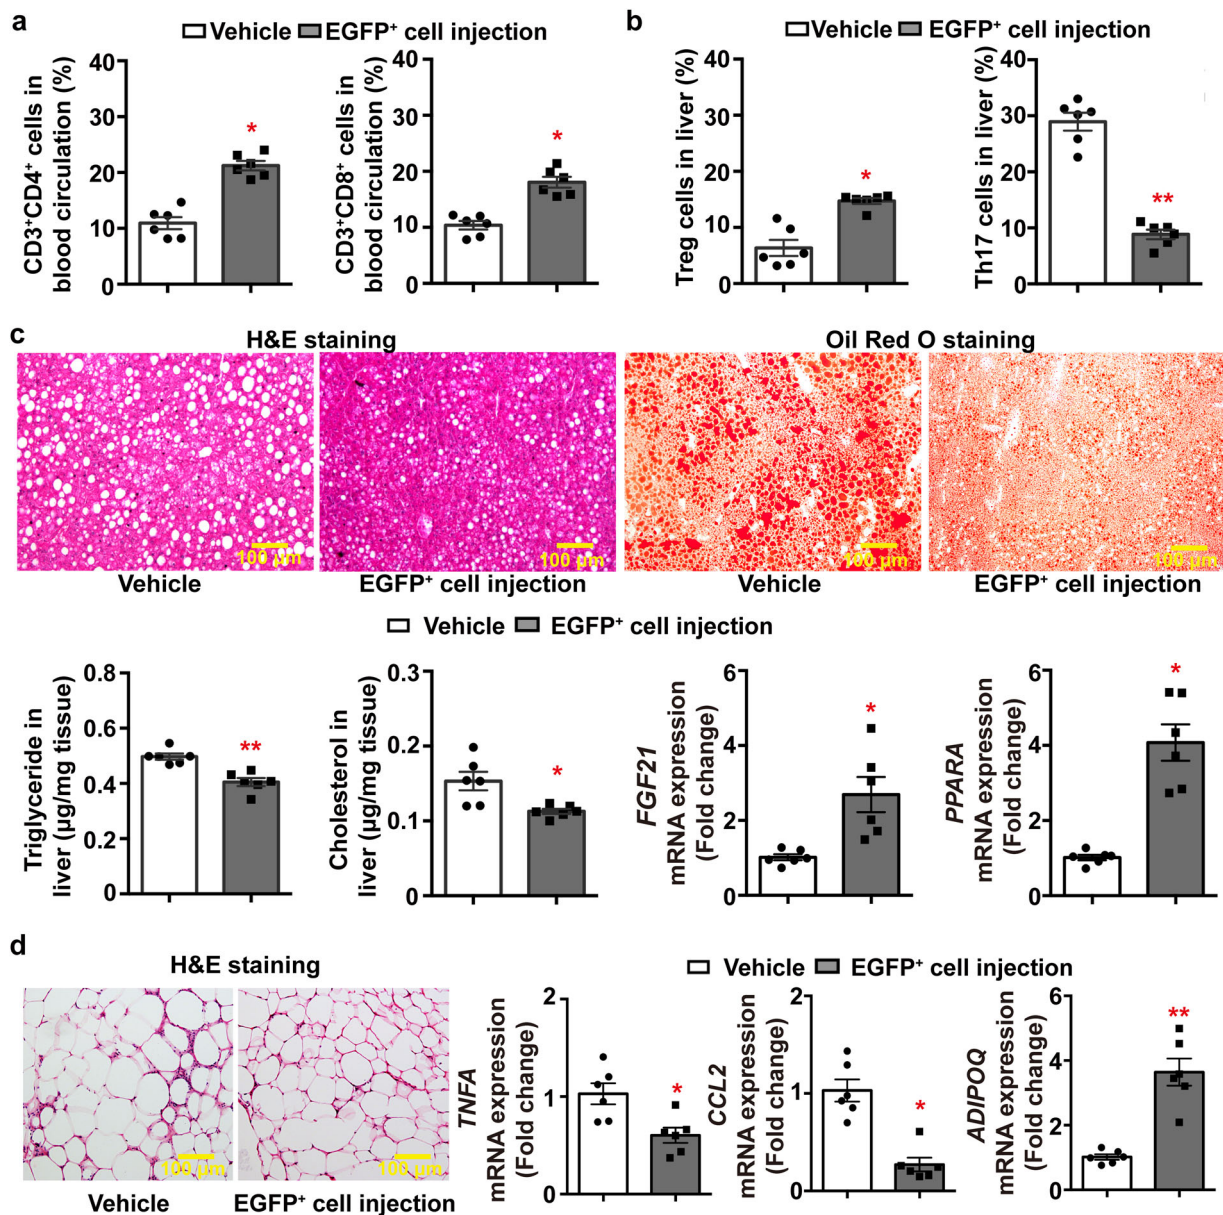 a
Vehicle EGFP⁺ cell injection
CD3⁺CD4⁺ cells in
blood circulation (%)
40
30
20
10
0
*
CD3⁺CD8⁺ cells in
blood circulation (%)
40
30
20
10
0
*
b
Vehicle EGFP⁺ cell injection
Treg cells in liver (%)
40
30
20
10
0
*
Th17 cells in liver (%)
40
30
20
10
0
**
c
H&E staining
Oil Red O staining
100 μm
100 μm
100 μm
100 μm
Vehicle
EGFP⁺ cell injection
Vehicle
EGFP⁺ cell injection
Vehicle EGFP⁺ cell injection
Triglyceride in
liver (μg/mg tissue)
0.8
0.6
0.4
0.2
0
**
Cholesterol in
liver (μg/mg tissue)
0.3
0.2
0.1
0
*
FGF21
mRNA expression
(Fold change)
6
4
2
0
*
PPARA
mRNA expression
(Fold change)
6
4
2
0
*
d
H&E staining
100 μm
100 μm
Vehicle
EGFP⁺ cell injection
Vehicle EGFP⁺ cell injection
TNFA
mRNA expression
(Fold change)
2
1
0
*
CCL2
mRNA expression
(Fold change)
2
1
0
*
ADIPOQ
mRNA expression
(Fold change)
6
4
2
0
**